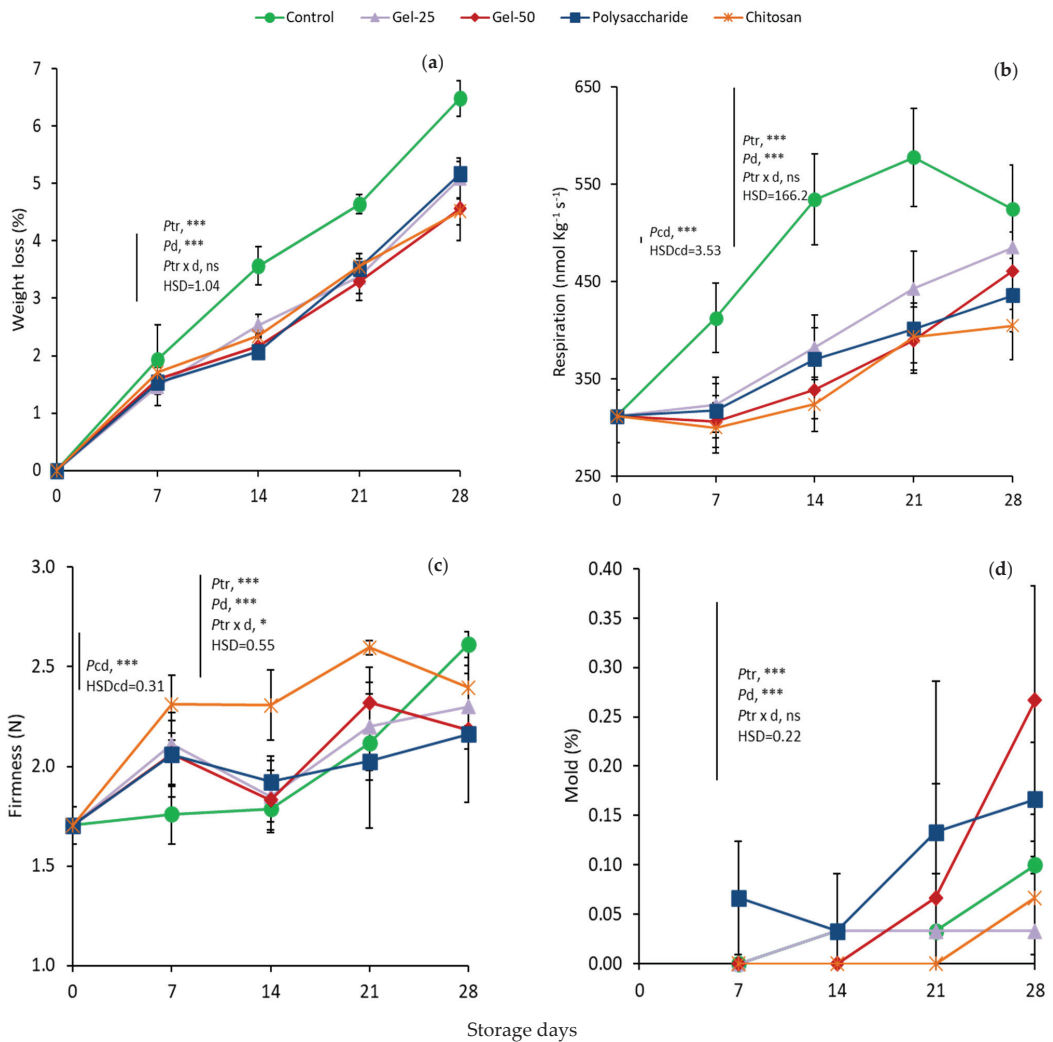 Control Gel-25 Gel-50 Polysaccharide Chitosan
(a)
Weight loss (%)
7
6
5
4
3
2
1
0
Ptr, ***
Pd, ***
Ptr x d, ns
HSD=1.04
0 7 14 21 28
(b)
Respiration (nmol Kg⁻¹ s⁻¹)
650
550
450
350
250
Ptr, ***
Pd, ***
Ptr x d, ns
HSD=166.2
Pcd, ***
HSDcd=3.53
0 7 14 21 28
(c)
Firmness (N)
3.0
2.5
2.0
1.5
1.0
Ptr, ***
Pd, ***
Ptr x d, *
HSD=0.55
Pcd, ***
HSDcd=0.31
0 7 14 21 28
(d)
Mold (%)
0.40
0.35
0.30
0.25
0.20
0.15
0.10
0.05
0.00
Ptr, ***
Pd, ***
Ptr x d, ns
HSD=0.22
0 7 14 21 28
Storage days